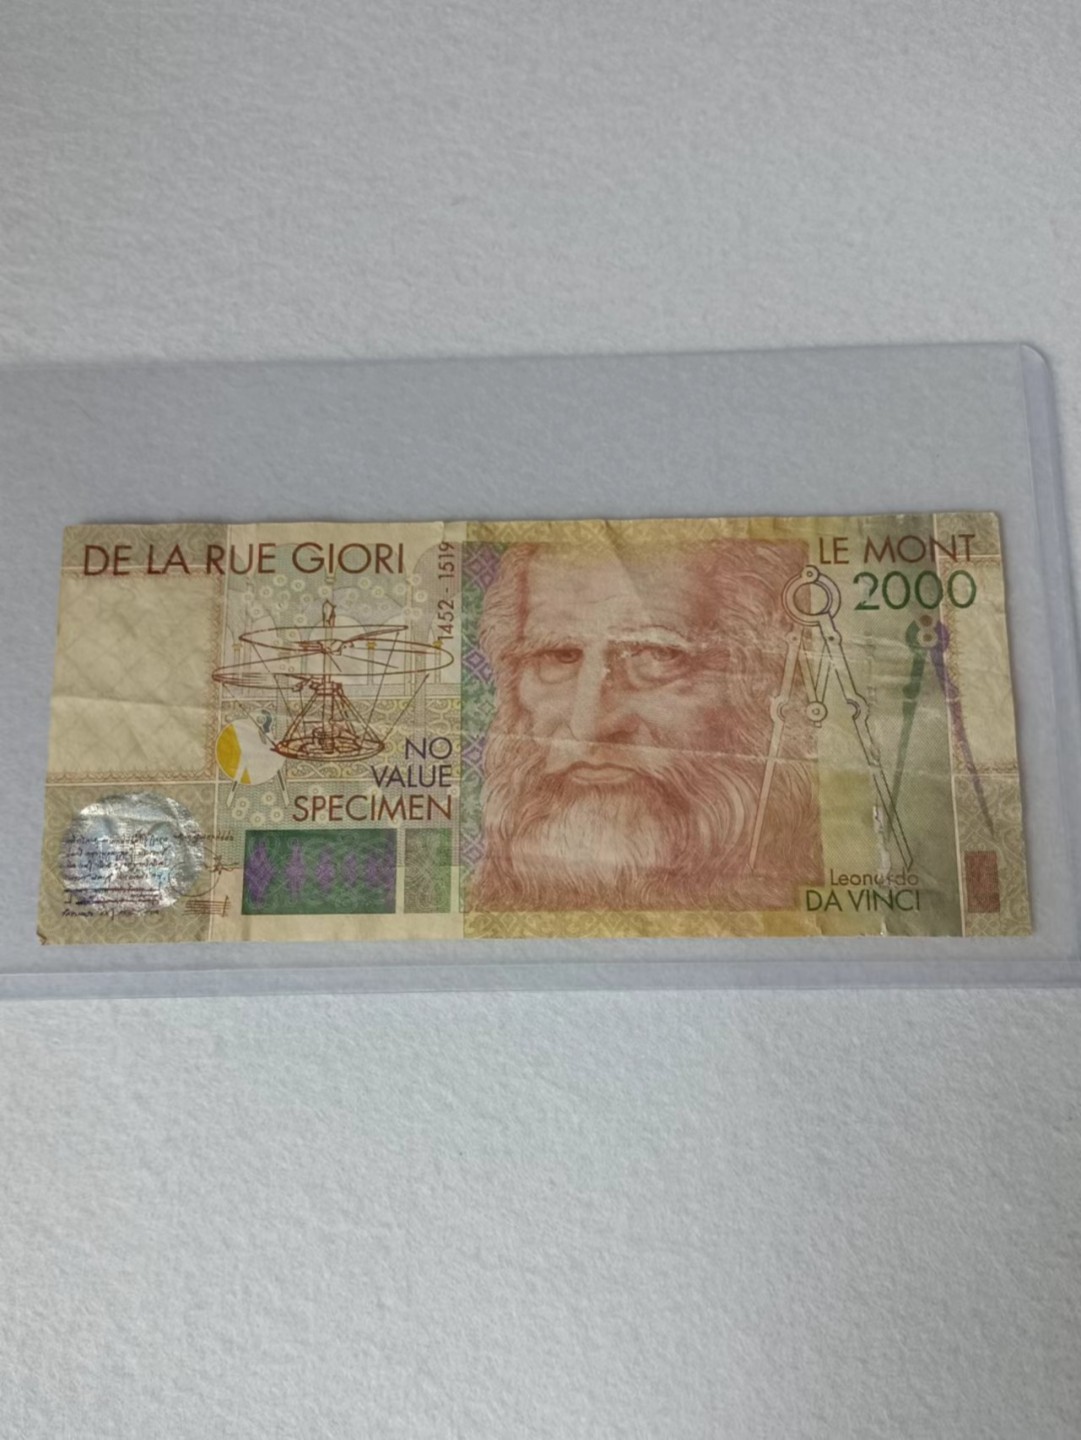 DE LA RUE GIORI
1452 - 1519
LE MONT
2000
NO
VALUE
SPECIMEN
Leonardo
DA VINCI